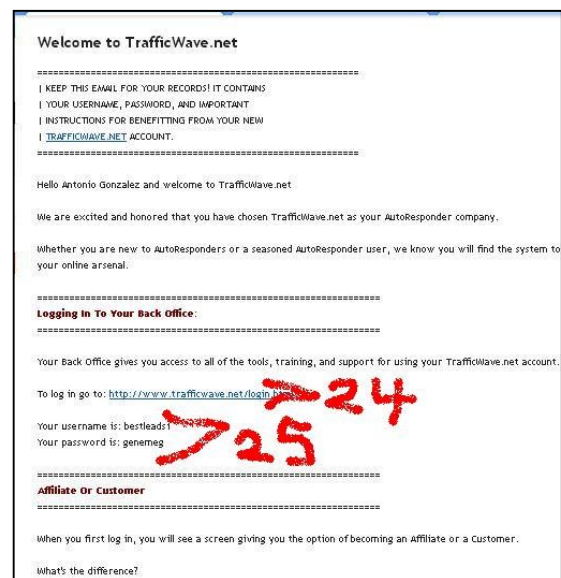 Welcome to TrafficWave.net
============================================================
| KEEP THIS EMAIL FOR YOUR RECORDS! IT CONTAINS
| YOUR USERNAME, PASSWORD, AND IMPORTANT
| INSTRUCTIONS FOR BENEFITTING FROM YOUR NEW
| TRAFFICWAVE.NET ACCOUNT.
============================================================
Hello Antonio Gonzalez and welcome to TrafficWave.net
We are excited and honored that you have chosen TrafficWave.net as your AutoResponder company.
Whether you are new to AutoResponders or a seasoned AutoResponder user, we know you will find the system to
your online arsenal.
================================================================
Logging In To Your Back Office:
================================================================
Your Back Office gives you access to all of the tools, training, and support for using your TrafficWave.net account.
To log in go to: http://www.trafficwave.net/login. >24
Your username is: bestleads1
Your password is: genemeg >25
================================================================
Affiliate Or Customer
================================================================
When you first log in, you will see a screen giving you the option of becoming an Affiliate or a Customer.
What's the difference?